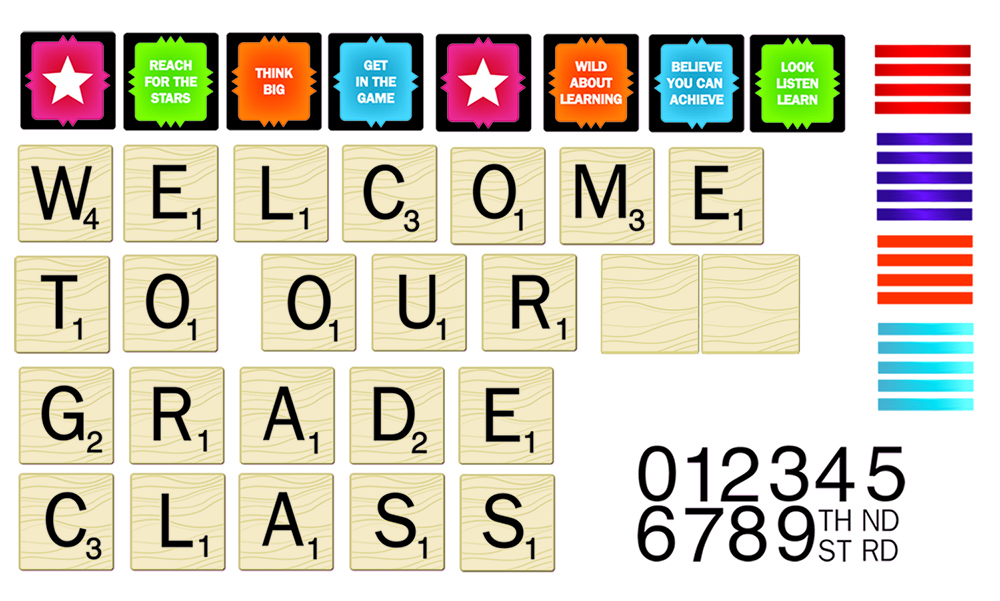 REACH
FOR THE
STARS
THINK
BIG
GET
IN THE
GAME
WILD
ABOUT
LEARNING
BELIEVE
YOU CAN
ACHIEVE
LOOK
LISTEN
LEARN
W4 E1 L1 C3 O1 M3 E1
T1 O1 O1 U1 R1
G2 R1 A1 D2 E1
C3 L1 A1 S1 S1
012345
6789 TH ND
ST RD